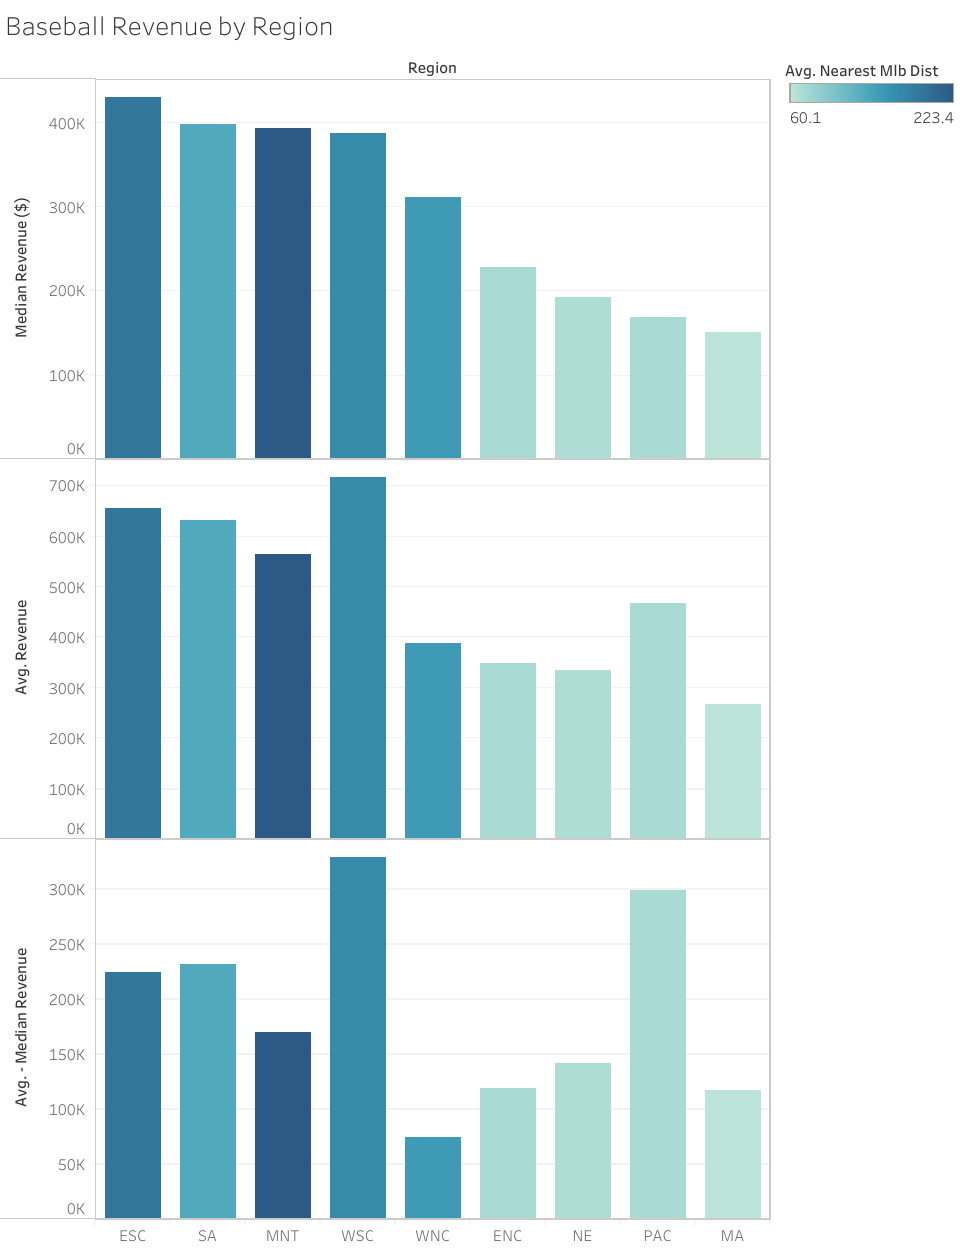 Baseball Revenue by Region
Region
Avg. Nearest Mlb Dist
60.1 223.4
Median Revenue ($)
400K
300K
200K
100K
0K
Avg. Revenue
700K
600K
500K
400K
300K
200K
100K
0K
Avg. - Median Revenue
300K
250K
200K
150K
100K
50K
0K
ESC SA MNT WSC WNC ENC NE PAC MA